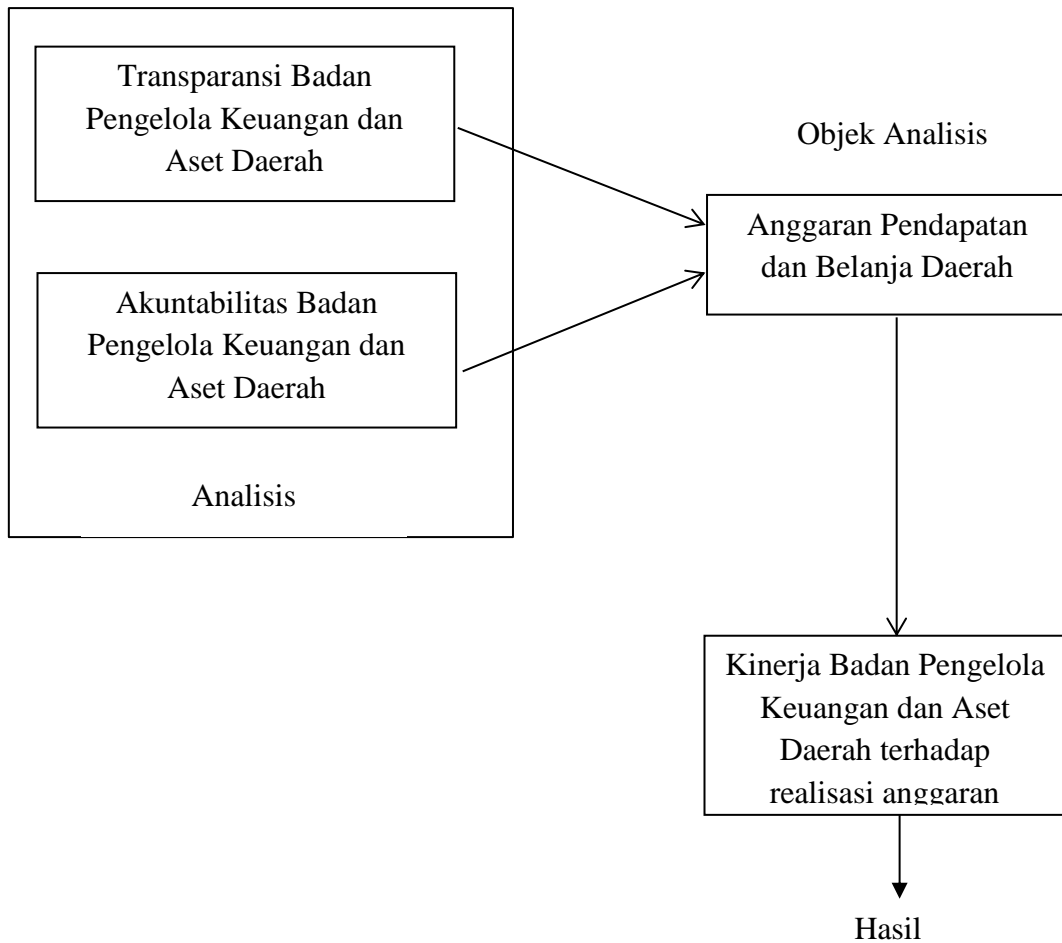 Transparansi Badan
Pengelola Keuangan dan
Aset Daerah
Akuntabilitas Badan
Pengelola Keuangan dan
Aset Daerah
Analisis
Objek Analisis
Anggaran Pendapatan
dan Belanja Daerah
Kinerja Badan Pengelola
Keuangan dan Aset
Daerah terhadap
realisasi anggaran
Hasil